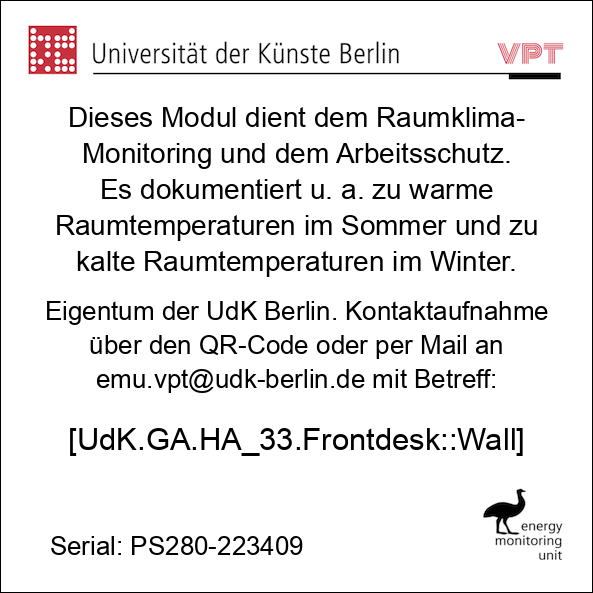 Universität der Künste Berlin
VPT
Dieses Modul dient dem Raumklima-
Monitoring und dem Arbeitsschutz.
Es dokumentiert u. a. zu warme
Raumtemperaturen im Sommer und zu
kalte Raumtemperaturen im Winter.
Eigentum der UdK Berlin. Kontaktaufnahme
über den QR-Code oder per Mail an
emu.vpt@udk-berlin.de mit Betreff:
[UdK.GA.HA_33.Frontdesk::Wall]
Serial: PS280-223409
energy
monitoring
unit